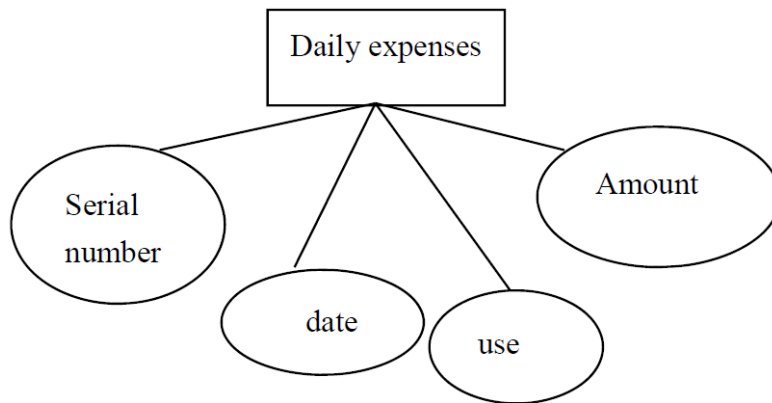 Daily expenses
Serial
number
Amount
date
use